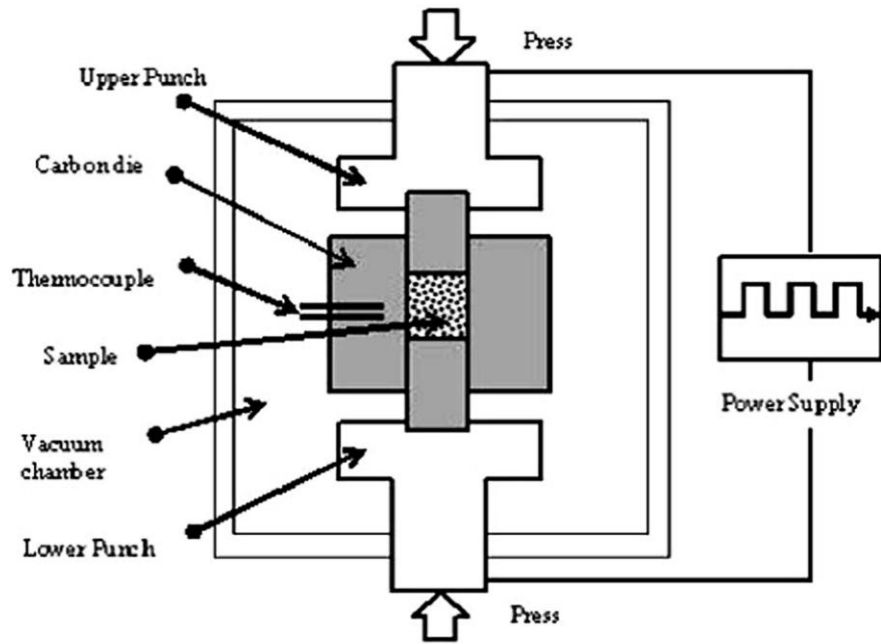 Press
Upper Punch
Carbon die
Thermocouple
Sample
Power Supply
Vacuum
chamber
Lower Punch
Press